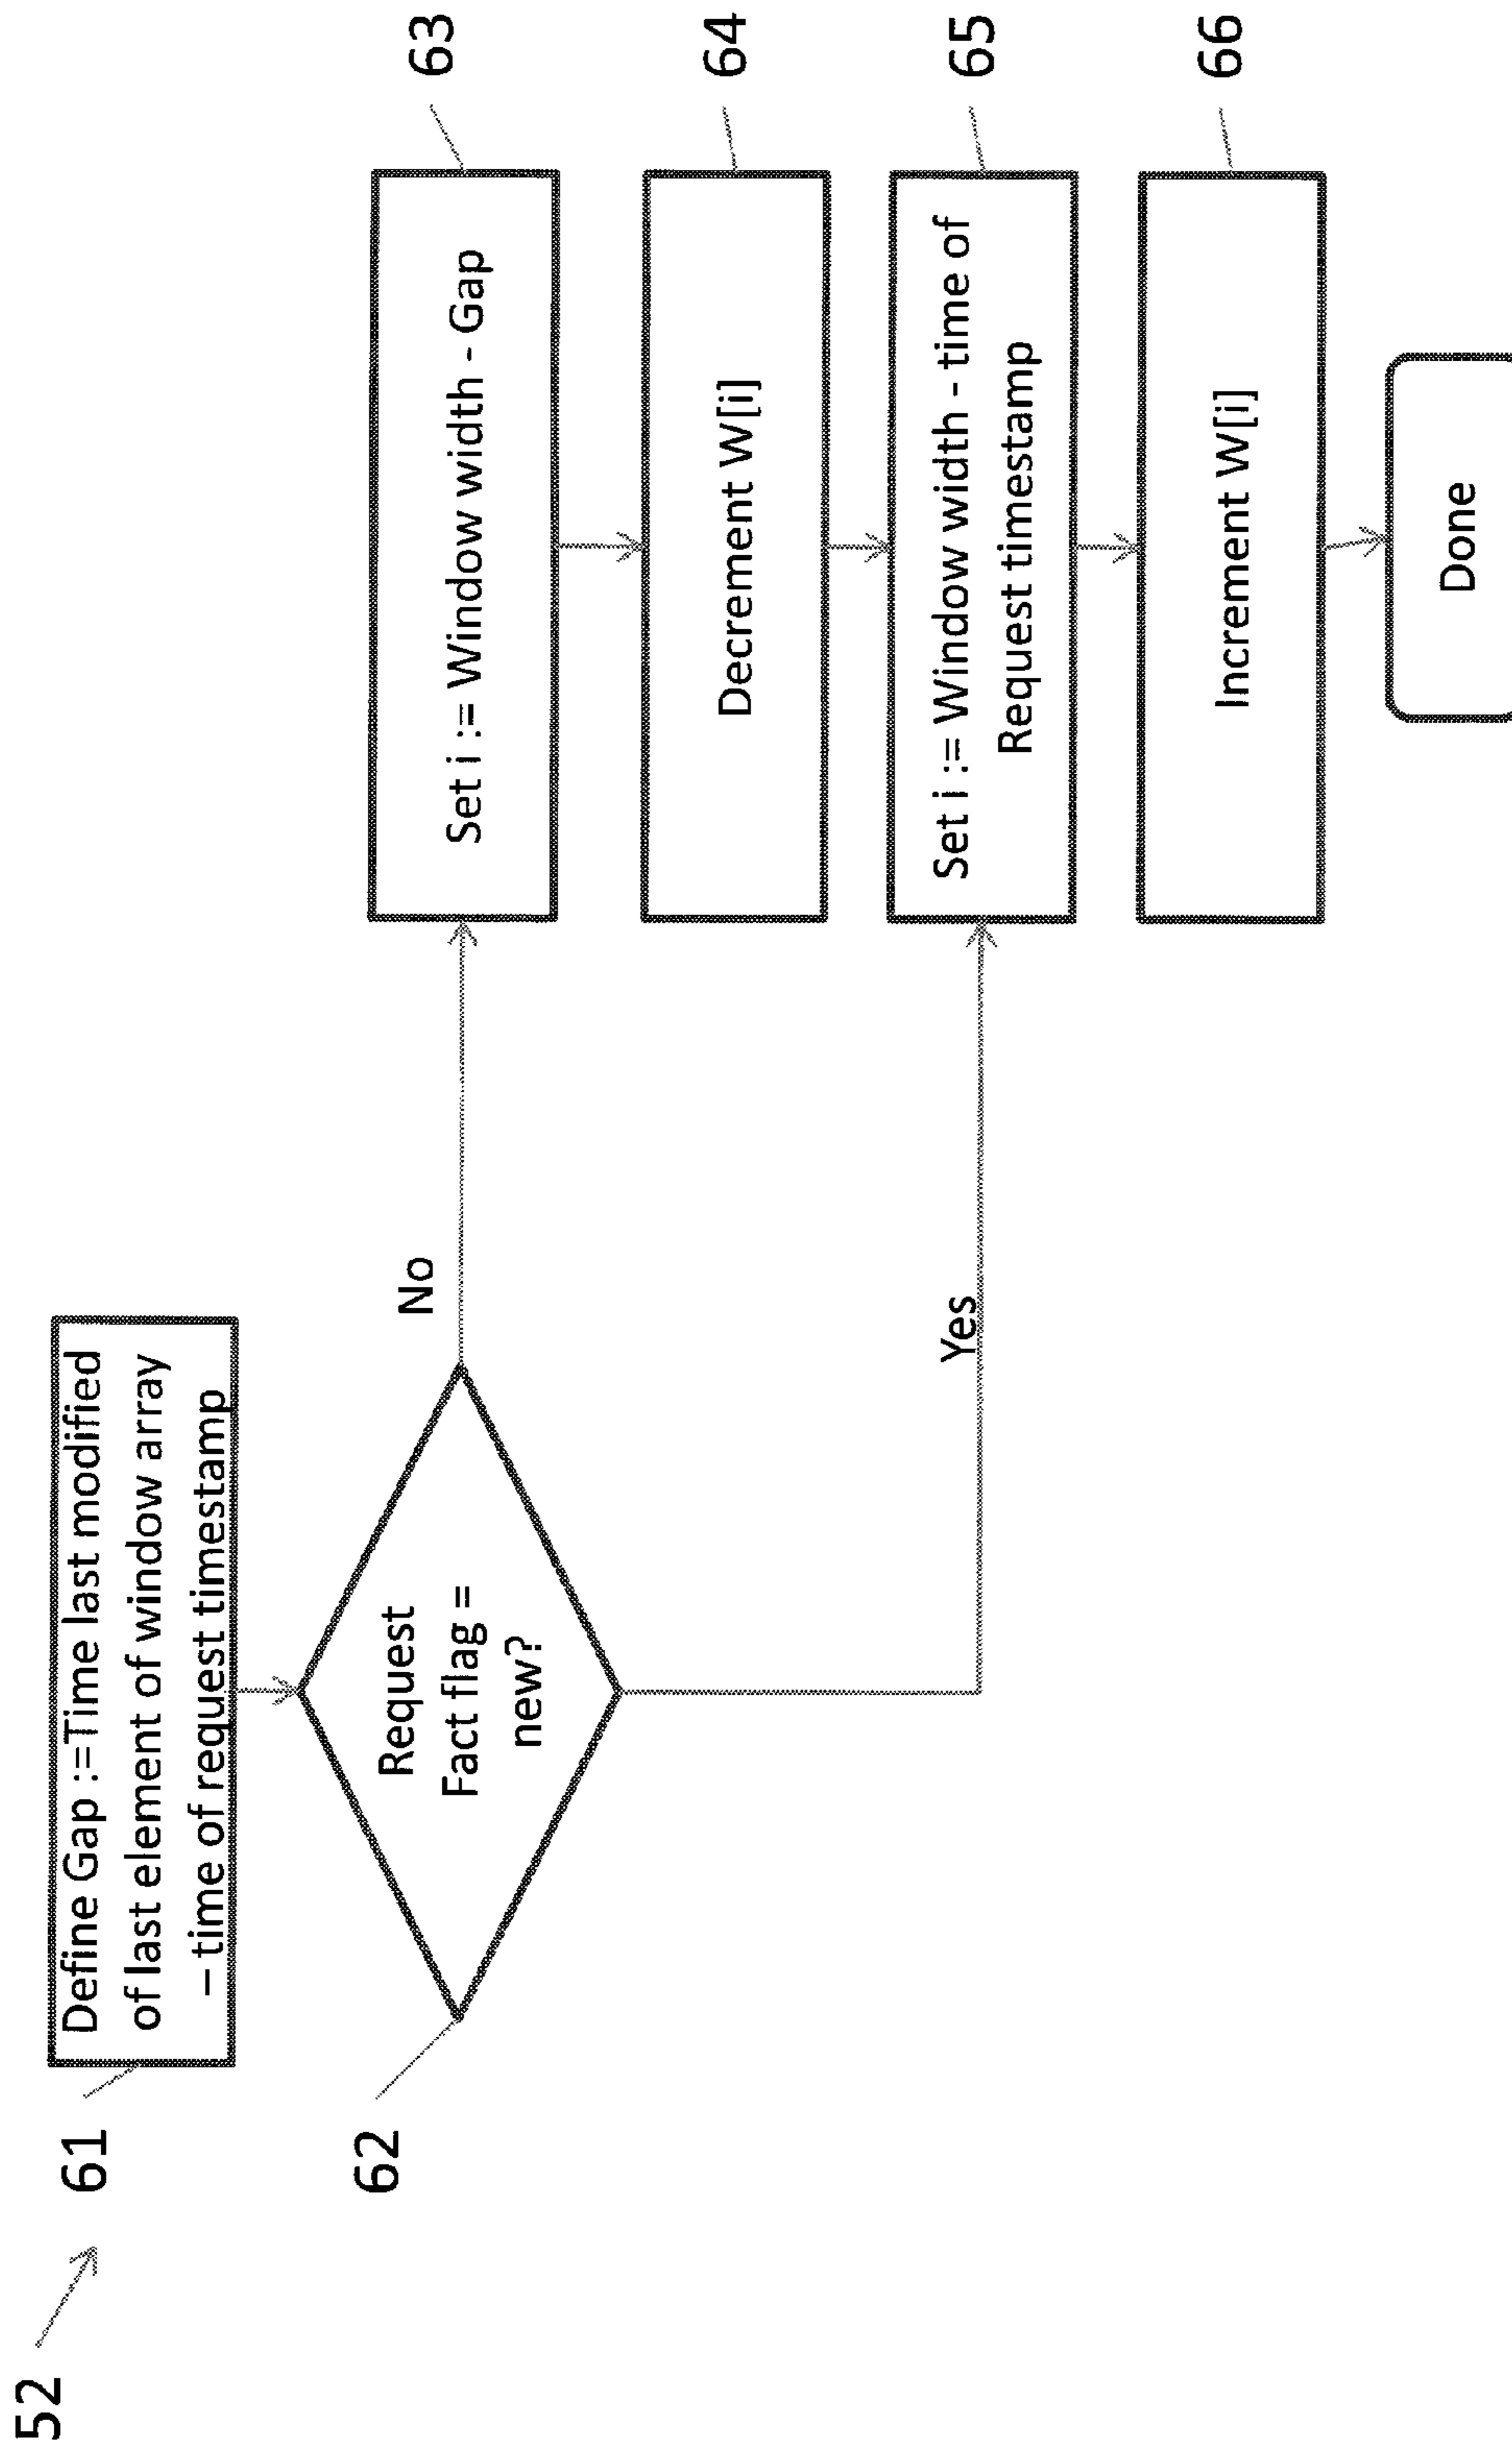 52
61
Define Gap :=Time last modified
of last element of window array
– time of request timestamp
62
Request
Fact flag =
new?
No
Yes
Set i := Window width - Gap
63
Decrement W[i]
64
Set i := Window width - time of
Request timestamp
65
Increment W[i]
66
Done